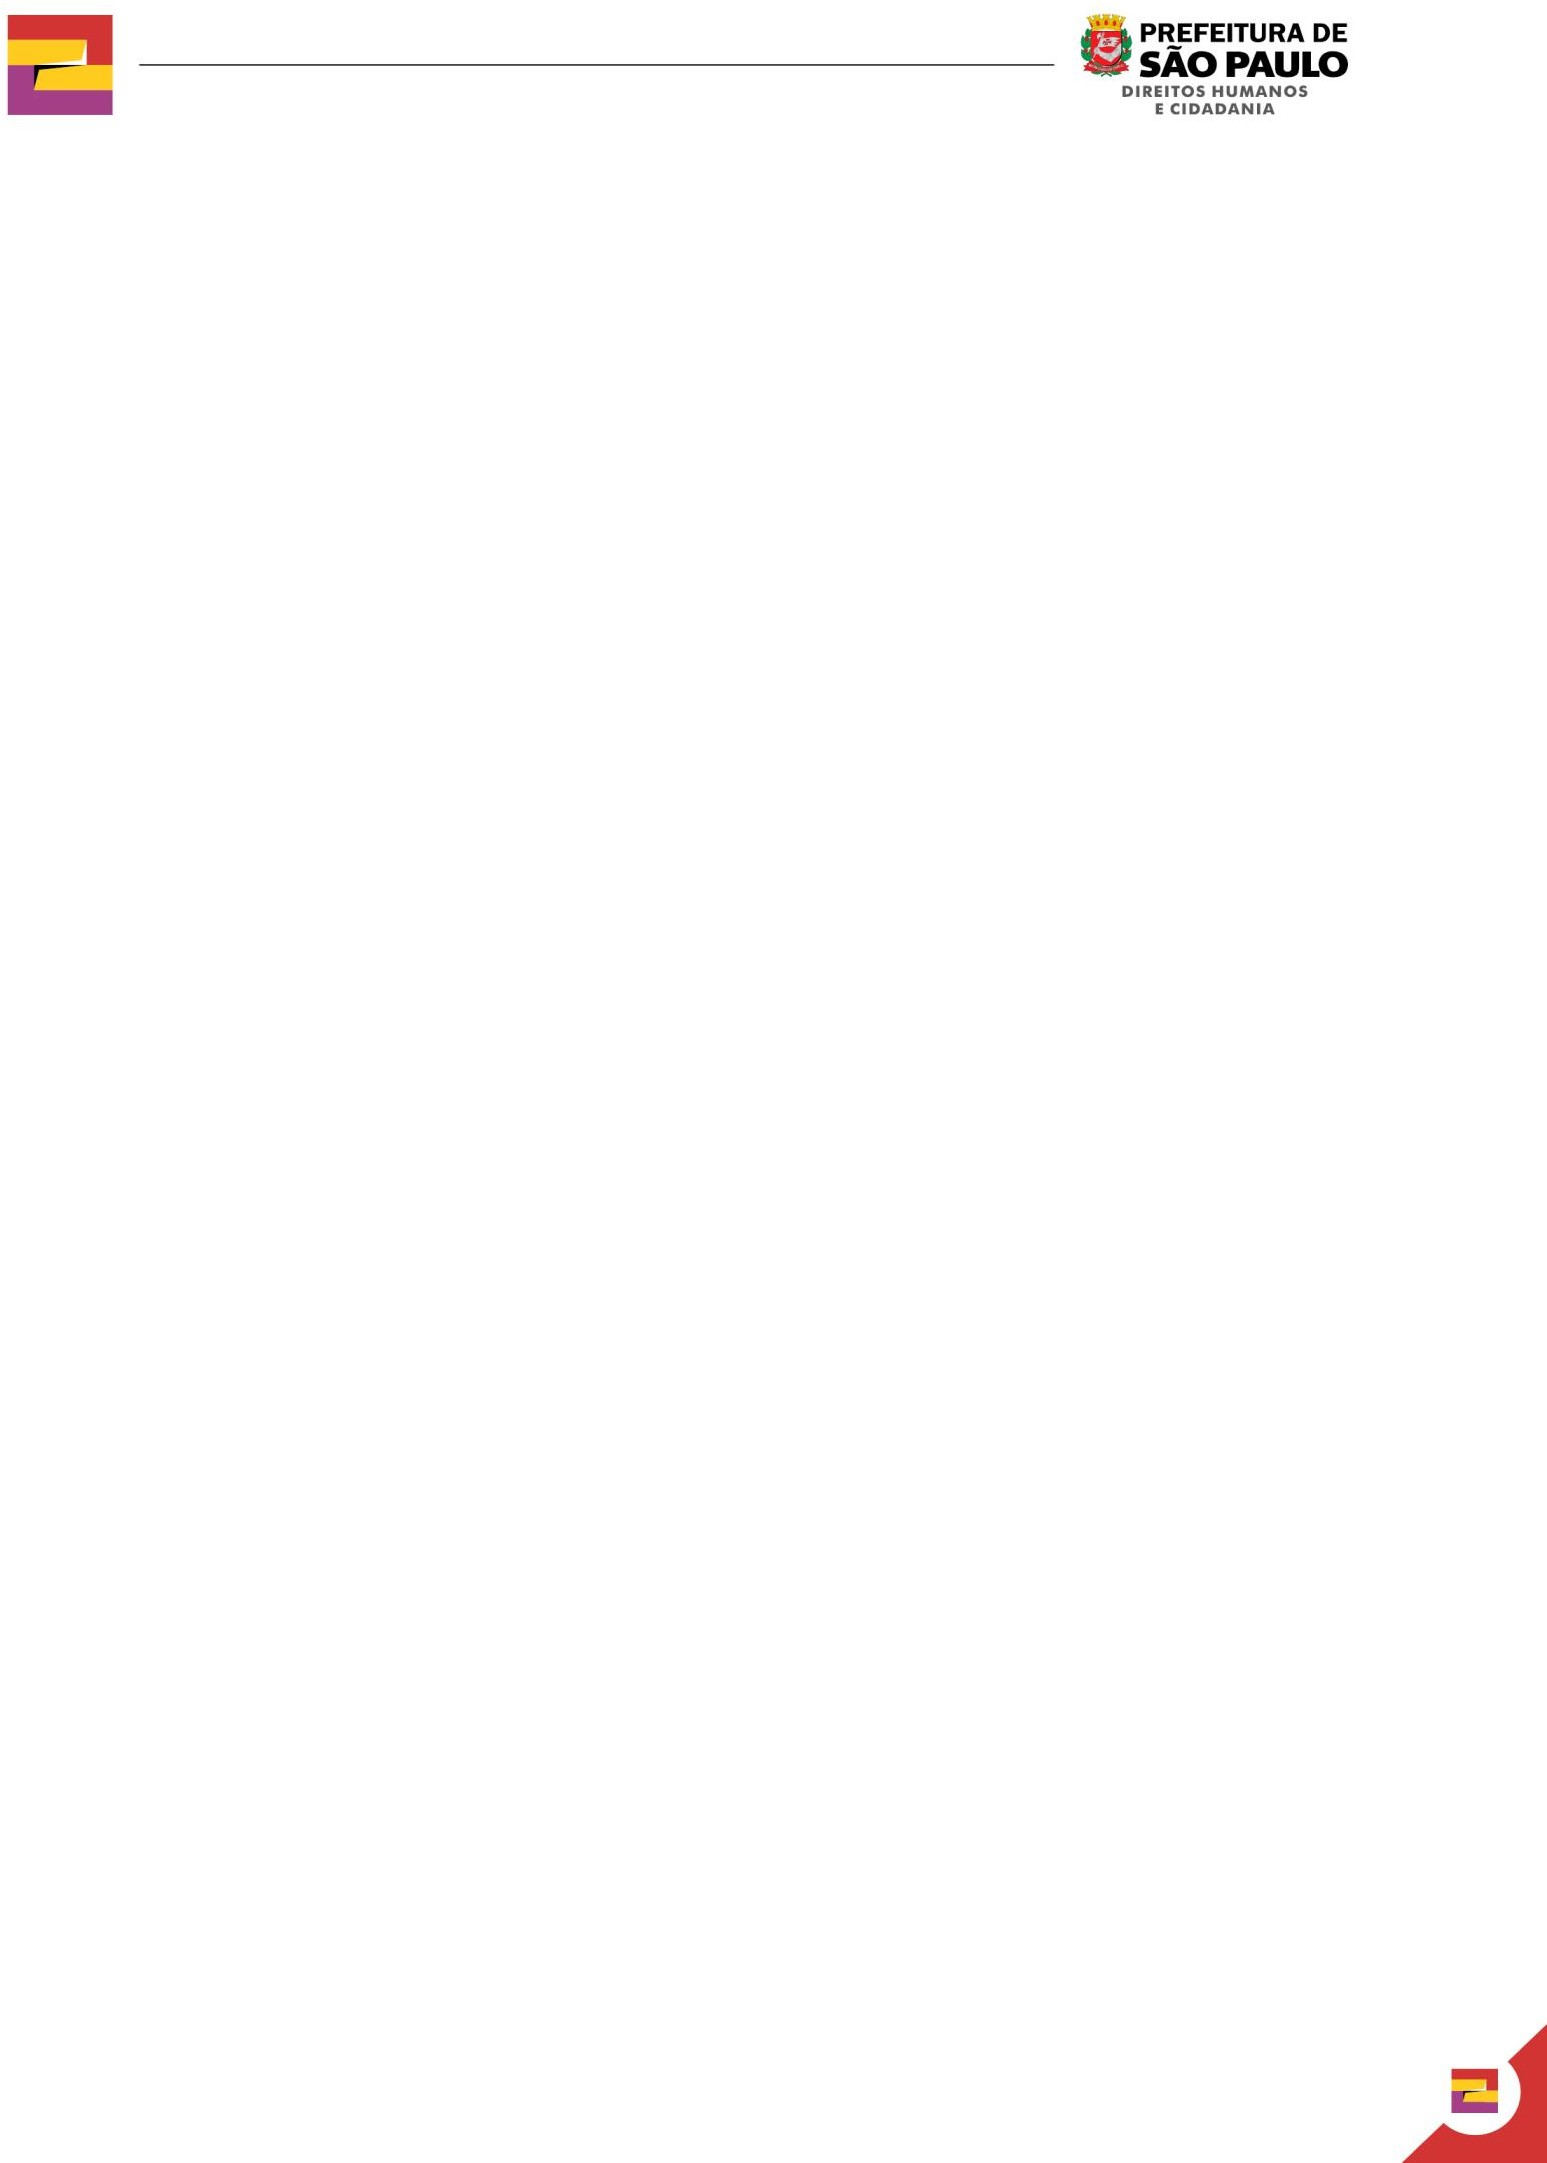 PREFEITURA DE
SÃO PAULO
DIREITOS HUMANOS
E CIDADANIA